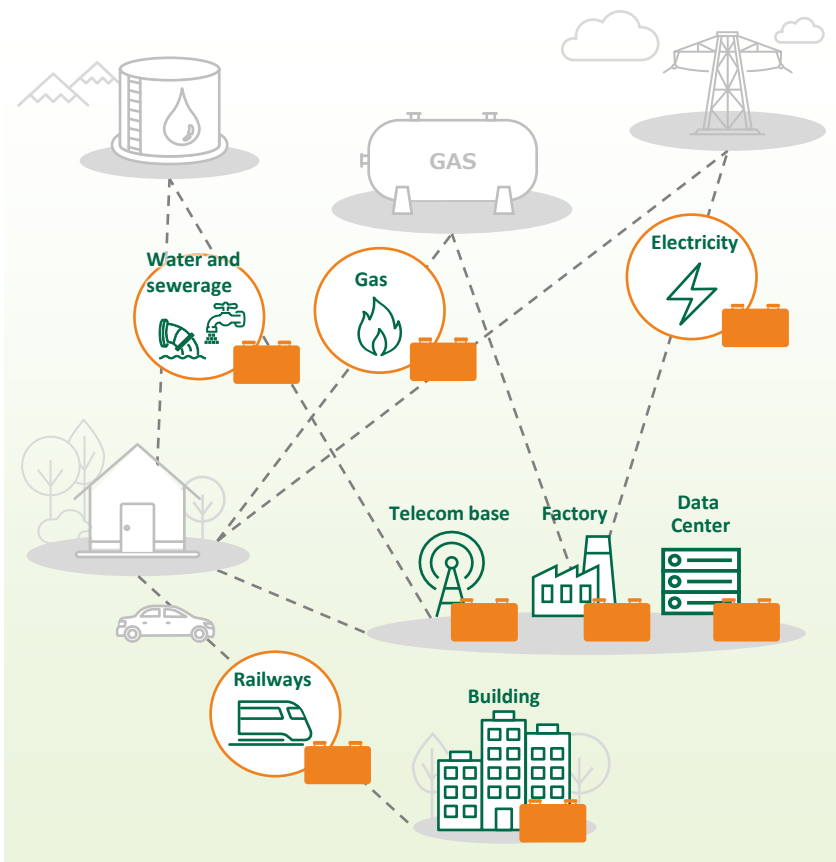 GAS
Electricity
Water and
sewerage
Gas
Telecom base
Factory
Data
Center
Railways
Building